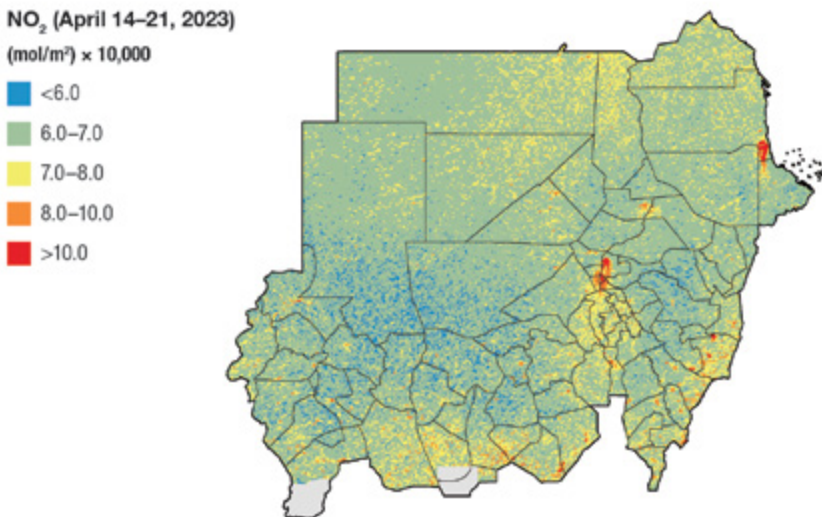 NO₂ (April 14–21, 2023)
(mol/m²) × 10,000
<6.0
6.0–7.0
7.0–8.0
8.0–10.0
>10.0